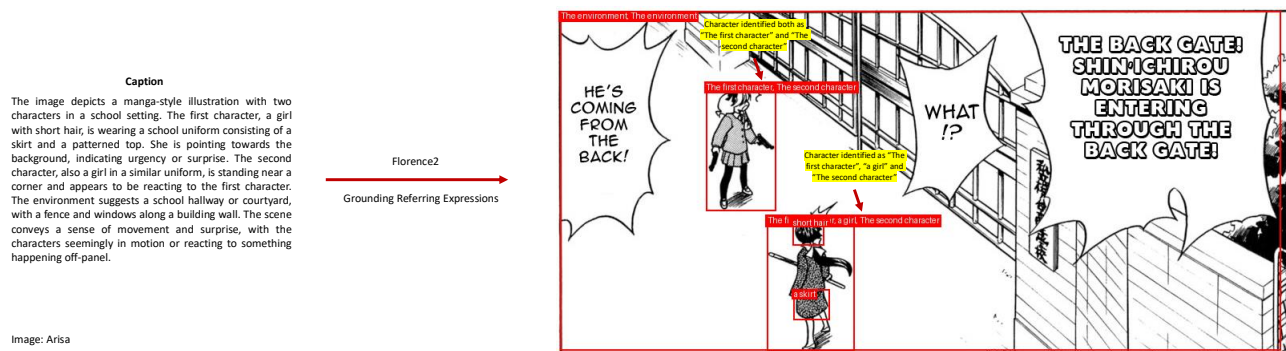 Caption
The image depicts a manga-style illustration with two
characters in a school setting. The first character, a girl
with short hair, is wearing a school uniform consisting of a
skirt and a patterned top. She is pointing towards the
background, indicating urgency or surprise. The second
character, also a girl in a similar uniform, is standing near a
corner and appears to be reacting to the first character.
The environment suggests a school hallway or courtyard,
with a fence and windows along a building wall. The scene
conveys a sense of movement and surprise, with the
characters seemingly in motion or reacting to something
happening off-panel.
Image: Arisa
Florence2
Grounding Referring Expressions
The environment, The environment
Character identified both as
"The first character" and "The
second character"
The first character, The second character
HE'S
COMING
FROM
THE
BACK!
WHAT
!?
THE BACK GATE!
SHIN-ICHIROU
MORISAKI IS
ENTERING
THROUGH THE
BACK GATE!
Character identified as "The
first character", "a girl" and
"The second character"
The fi r, a girl, The second character
short hair
a skirt